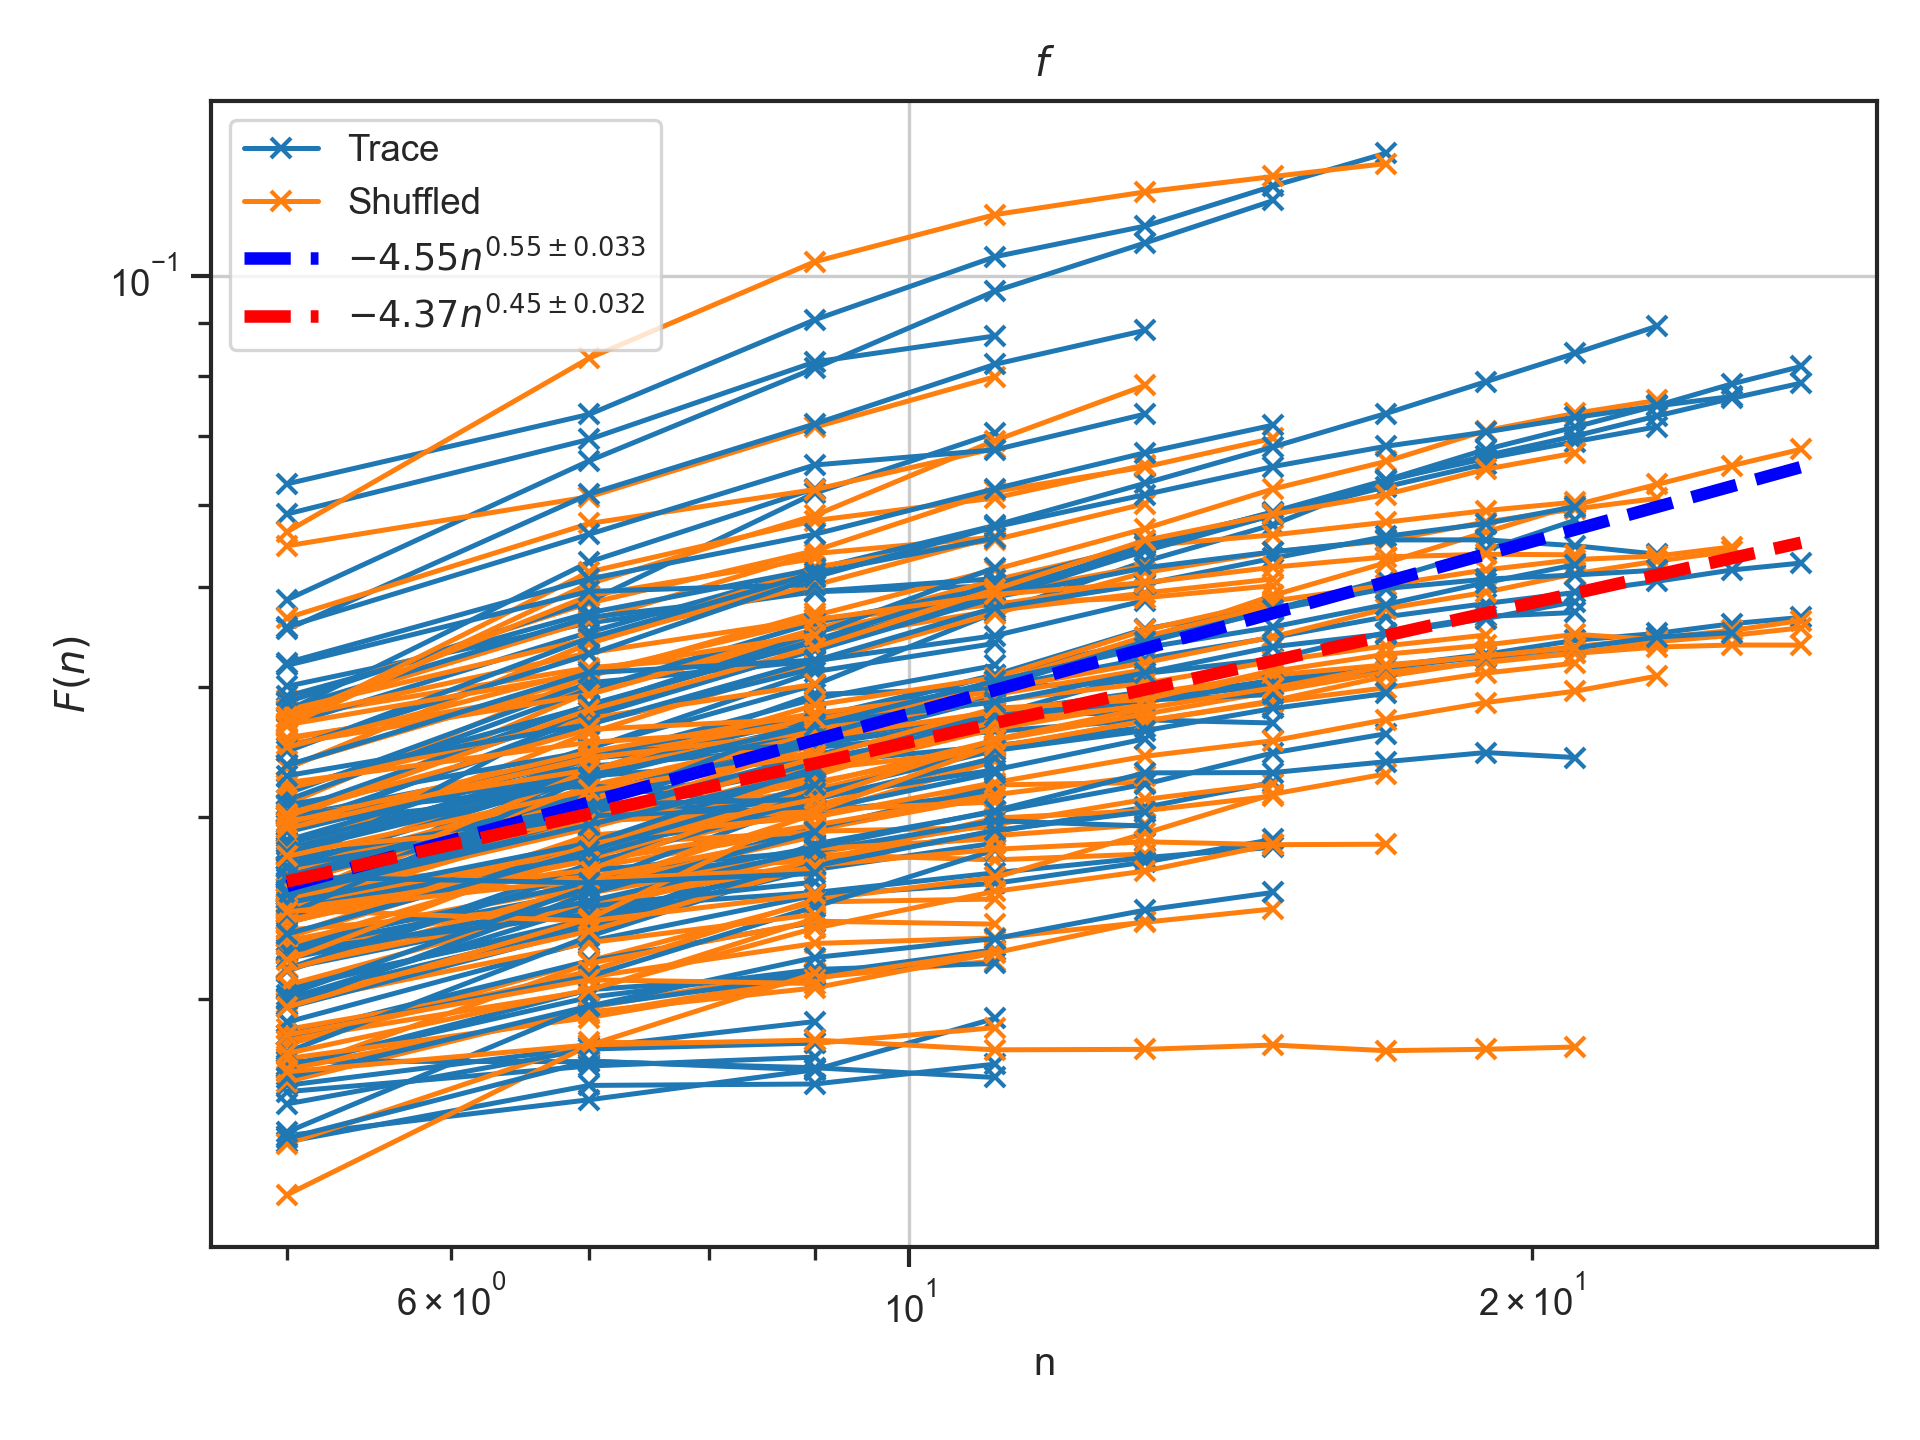 f
Trace
Shuffled
−4.55n^{0.55±0.033}
−4.37n^{0.45±0.032}
10^{−1}
F(n)
6×10^{0}
10^{1}
2×10^{1}
n